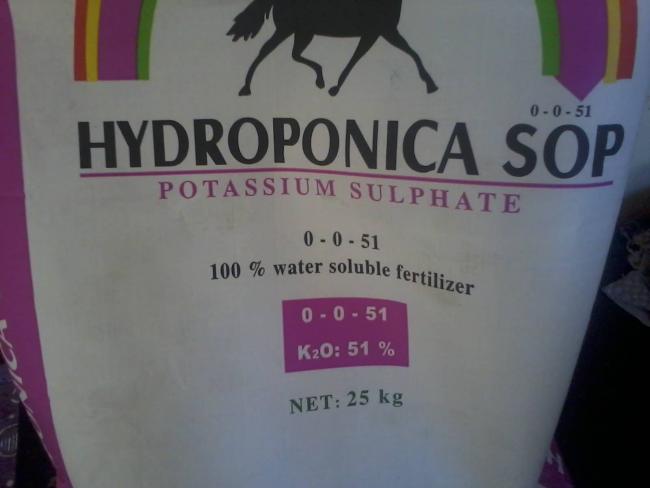 0-0-51
HYDROPONICA SOP
POTASSIUM SULPHATE
0-0-51
100 % water soluble fertilizer
0-0-51
K₂O: 51 %
NET: 25 kg